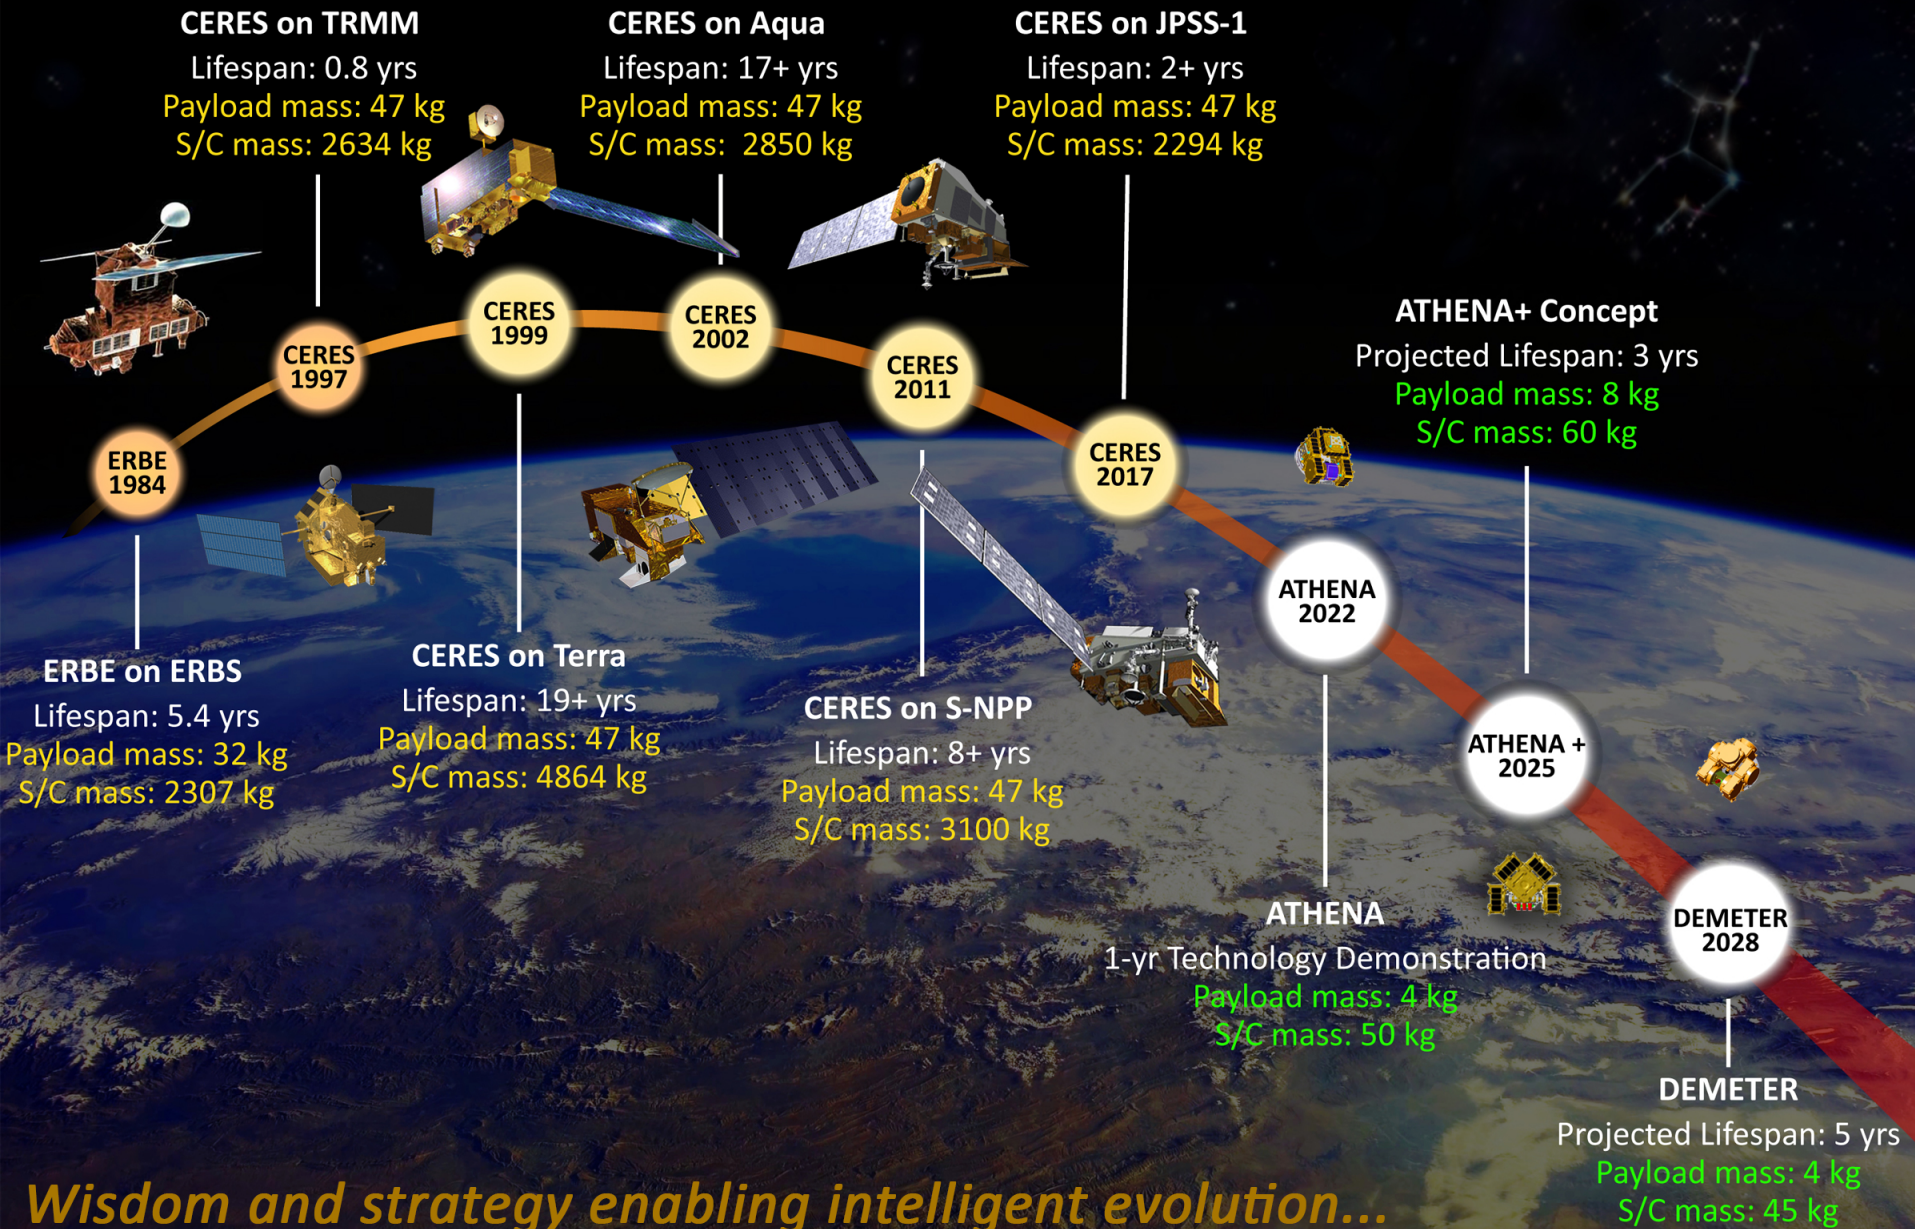 CERES on TRMM
Lifespan: 0.8 yrs
Payload mass: 47 kg
S/C mass: 2634 kg
CERES on Aqua
Lifespan: 17+ yrs
Payload mass: 47 kg
S/C mass:  2850 kg
CERES on JPSS-1
Lifespan: 2+ yrs
Payload mass: 47 kg
S/C mass: 2294 kg
ERBE
1984
CERES
1997
CERES
1999
CERES
2002
CERES
2011
CERES
2017
ATHENA
2022
ATHENA +
2025
DEMETER
2028
ATHENA+ Concept
Projected Lifespan: 3 yrs
Payload mass: 8 kg
S/C mass: 60 kg
ERBE on ERBS
Lifespan: 5.4 yrs
Payload mass: 32 kg
S/C mass: 2307 kg
CERES on Terra
Lifespan: 19+ yrs
Payload mass: 47 kg
S/C mass: 4864 kg
CERES on S-NPP
Lifespan: 8+ yrs
Payload mass: 47 kg
S/C mass: 3100 kg
ATHENA
1-yr Technology Demonstration
Payload mass: 4 kg
S/C mass: 50 kg
DEMETER
Projected Lifespan: 5 yrs
Payload mass: 4 kg
S/C mass: 45 kg
Wisdom and strategy enabling intelligent evolution...